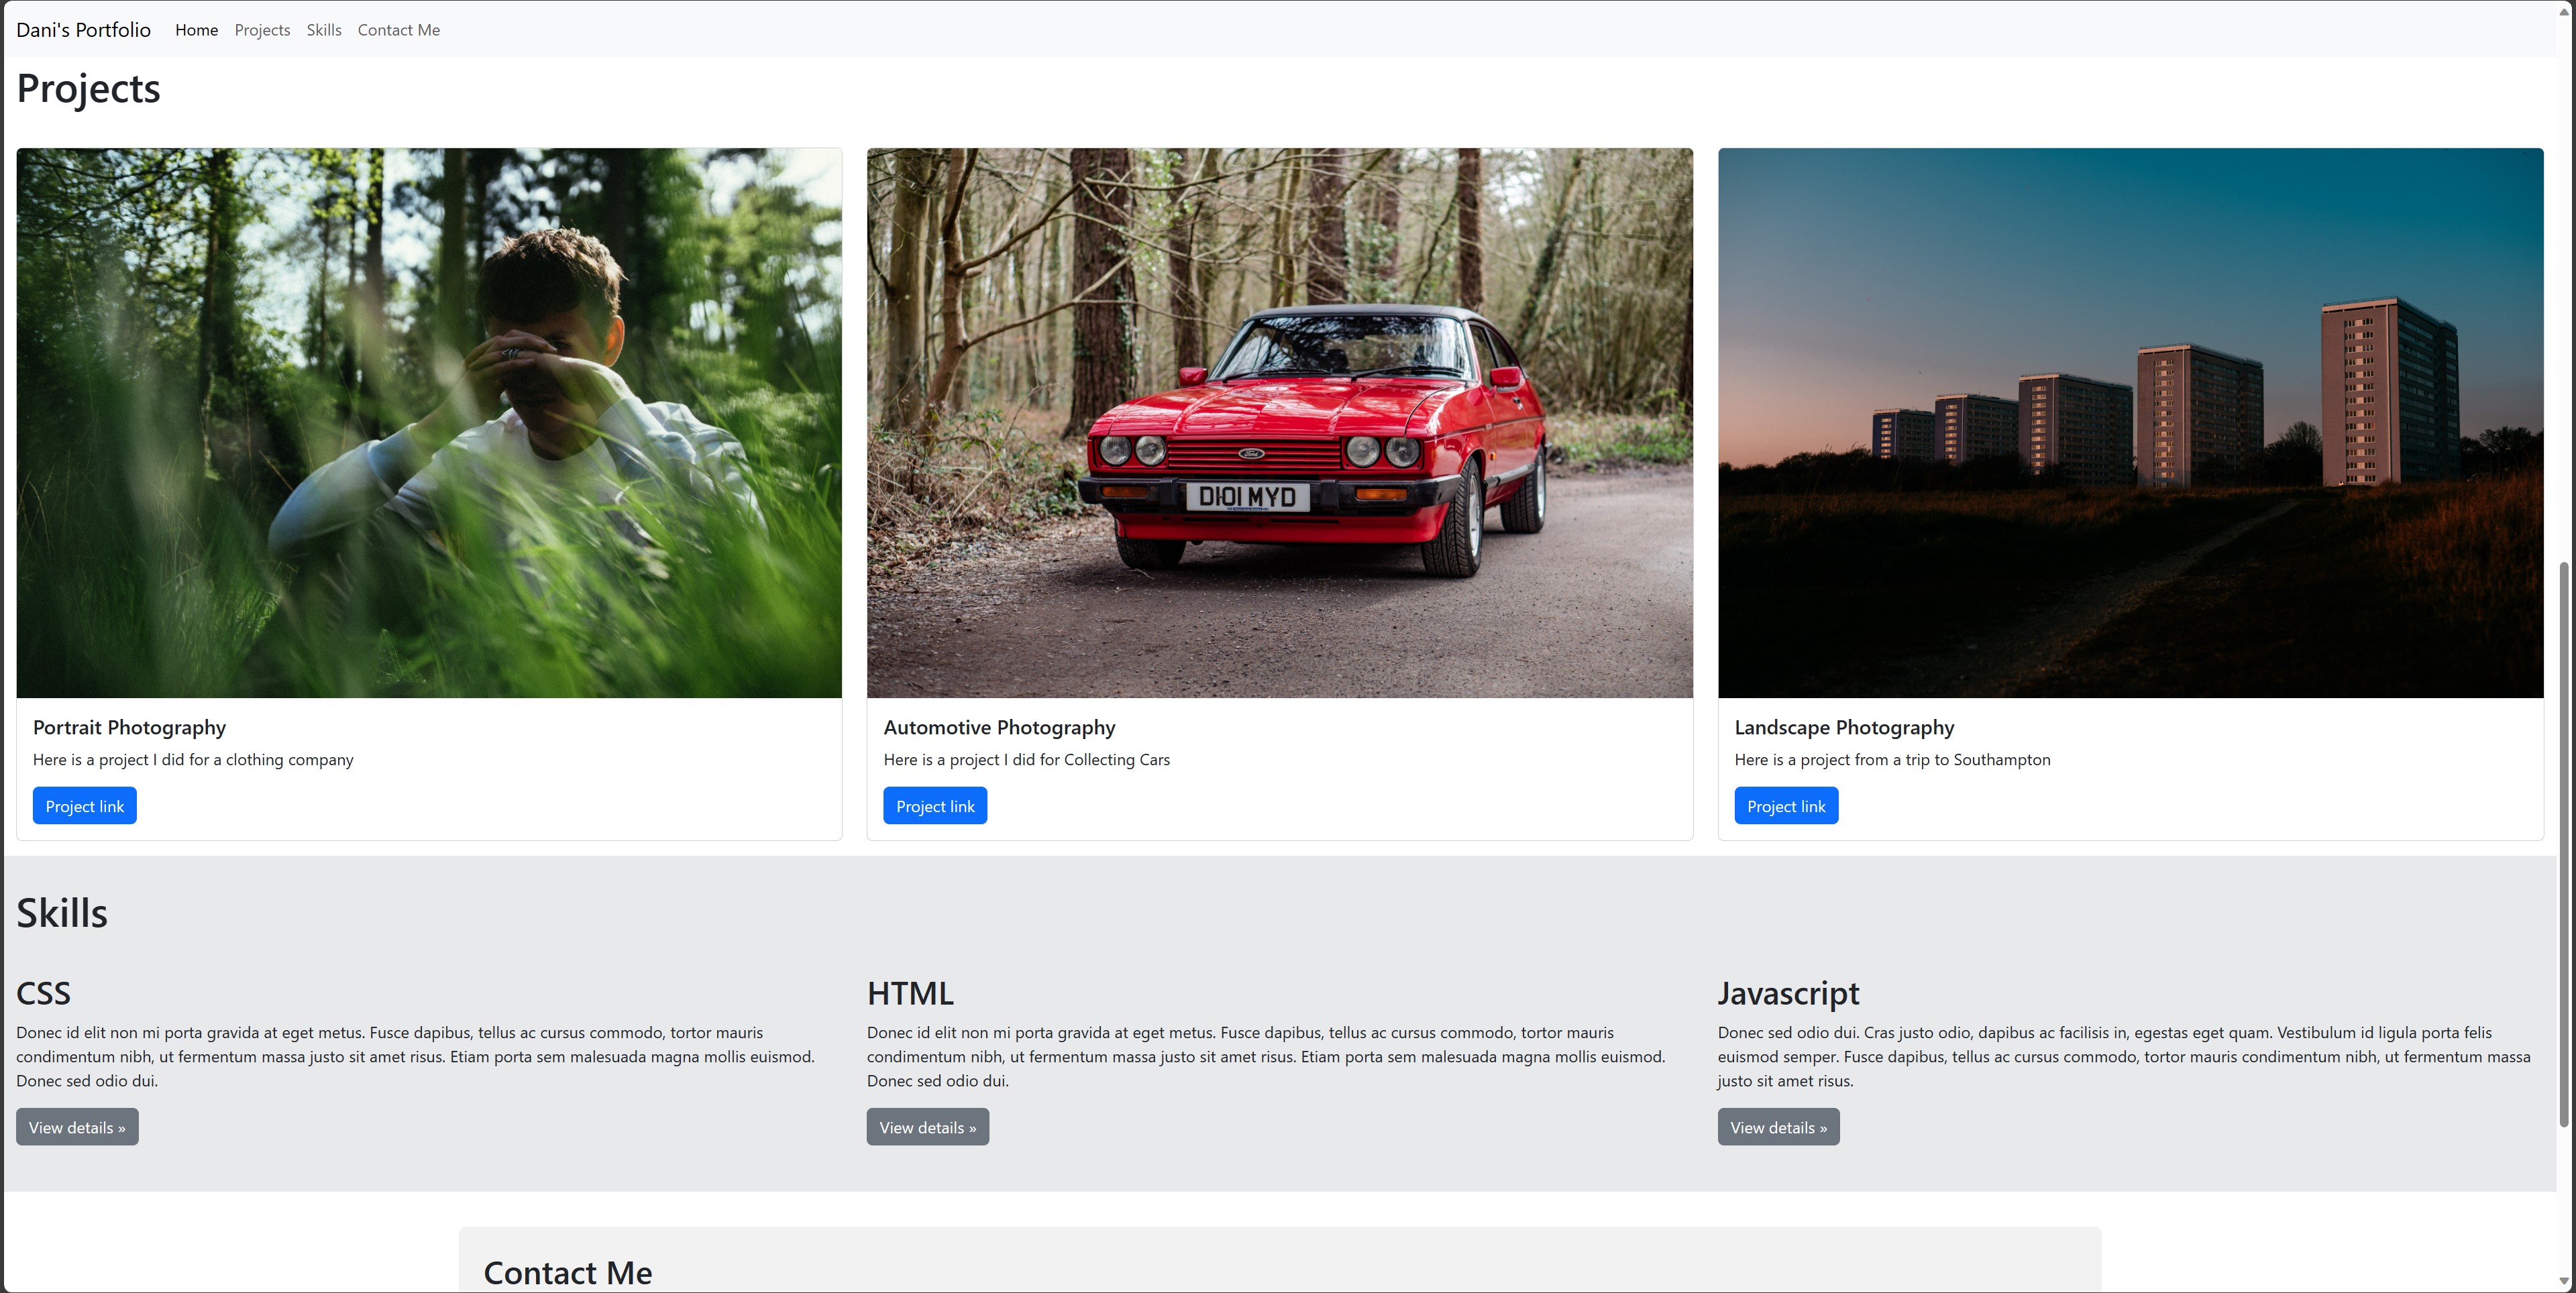 Dani's Portfolio Home Projects Skills Contact Me
Projects
Ford
D101 MYD
Portrait Photography
Here is a project I did for a clothing company
Project link
Automotive Photography
Here is a project I did for Collecting Cars
Project link
Landscape Photography
Here is a project from a trip to Southampton
Project link
Skills
CSS
Donec id elit non mi porta gravida at eget metus. Fusce dapibus, tellus ac cursus commodo, tortor mauris
condimentum nibh, ut fermentum massa justo sit amet risus. Etiam porta sem malesuada magna mollis euismod.
Donec sed odio dui.
View details »
HTML
Donec id elit non mi porta gravida at eget metus. Fusce dapibus, tellus ac cursus commodo, tortor mauris
condimentum nibh, ut fermentum massa justo sit amet risus. Etiam porta sem malesuada magna mollis euismod.
Donec sed odio dui.
View details »
Javascript
Donec sed odio dui. Cras justo odio, dapibus ac facilisis in, egestas eget quam. Vestibulum id ligula porta felis
euismod semper. Fusce dapibus, tellus ac cursus commodo, tortor mauris condimentum nibh, ut fermentum massa
justo sit amet risus.
View details »
Contact Me